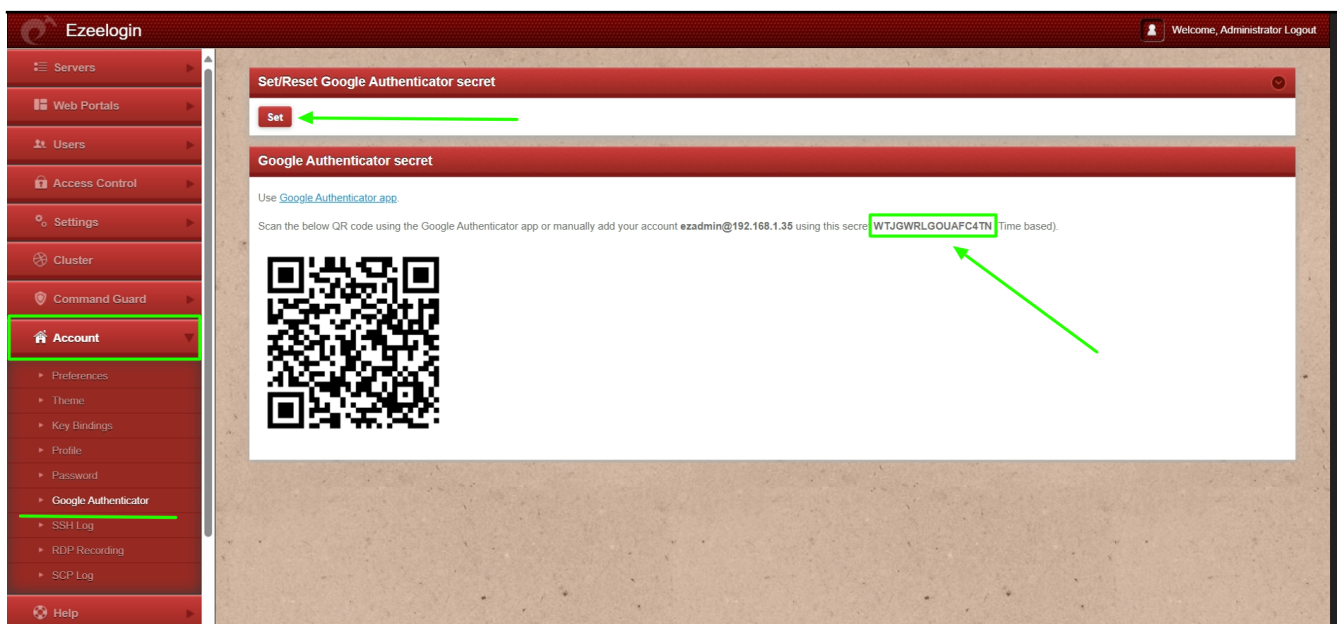 Ezeelogin
Welcome, Administrator Logout
Servers
Web Portals
Users
Access Control
Settings
Cluster
Command Guard
Account
Preferences
Theme
Key Bindings
Profile
Password
Google Authenticator
SSH Log
RDP Recording
SCP Log
Help
Set/Reset Google Authenticator secret
Set
Google Authenticator secret
Use Google Authenticator app.
Scan the below QR code using the Google Authenticator app or manually add your account ezadmin@192.168.1.35 using this secre WTJGWRLGOUAFC4TN Time based).